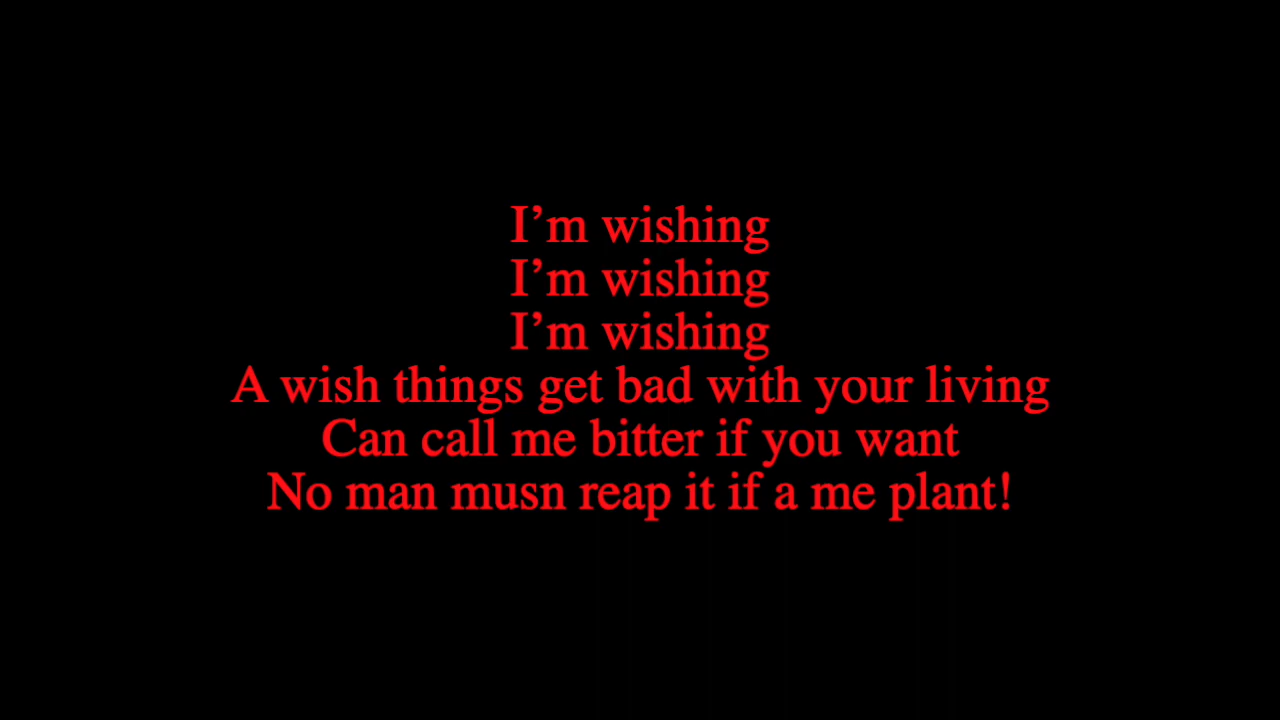 I’m wishing
I’m wishing
I’m wishing
A wish things get bad with your living
Can call me bitter if you want
No man musn reap it if a me plant!